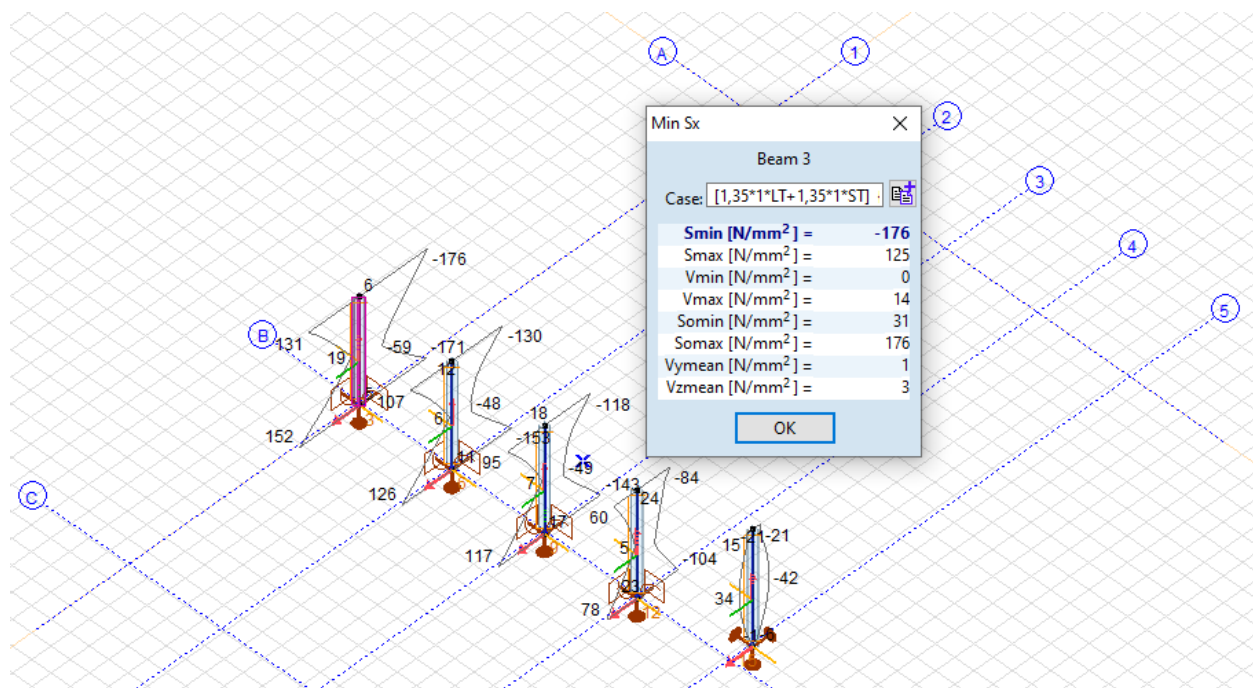 A
1
2
3
4
5
B
C
Min Sx
Beam 3
Case: [1,35*1*LT+1,35*1*ST] +
Smin [N/mm²] = -176
Smax [N/mm²] = 125
Vmin [N/mm²] = 0
Vmax [N/mm²] = 14
Somin [N/mm²] = 31
Somax [N/mm²] = 176
Vymean [N/mm²] = 1
Vzmean [N/mm²] = 3
OK
-176
6
-131
19
-59
107
152
-171
-130
12
-48
6
11
95
126
-118
18
-153
-49
7
17
117
-143
-84
24
60
5
-104
23
12
78
-21
-21
15
-42
34